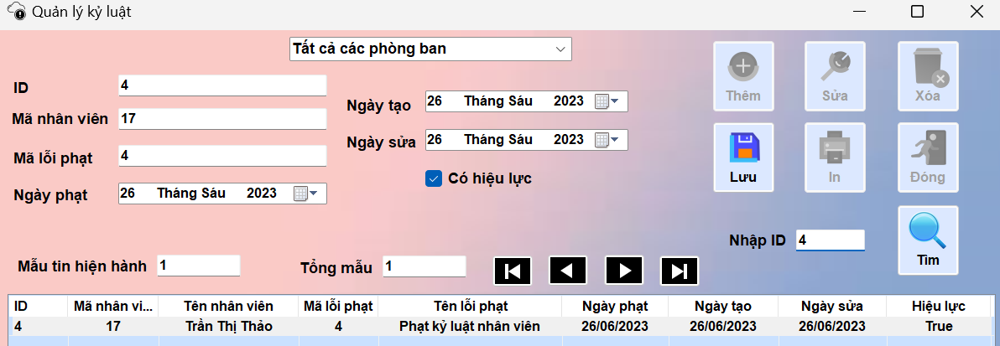 Quản lý kỷ luật
Tất cả các phòng ban
ID 4
Mã nhân viên 17
Mã lỗi phạt 4
Ngày phạt 26 Tháng Sáu 2023
Ngày tạo 26 Tháng Sáu 2023
Ngày sửa 26 Tháng Sáu 2023
Có hiệu lực
Thêm Sửa Xóa
Lưu In Đóng
Nhập ID 4
Tìm
Mẫu tin hiện hành 1 Tổng mẫu 1
ID Mã nhân vi... Tên nhân viên Mã lỗi phạt Tên lỗi phạt Ngày phạt Ngày tạo Ngày sửa Hiệu lực
4 17 Trần Thị Thảo 4 Phạt kỷ luật nhân viên 26/06/2023 26/06/2023 26/06/2023 True